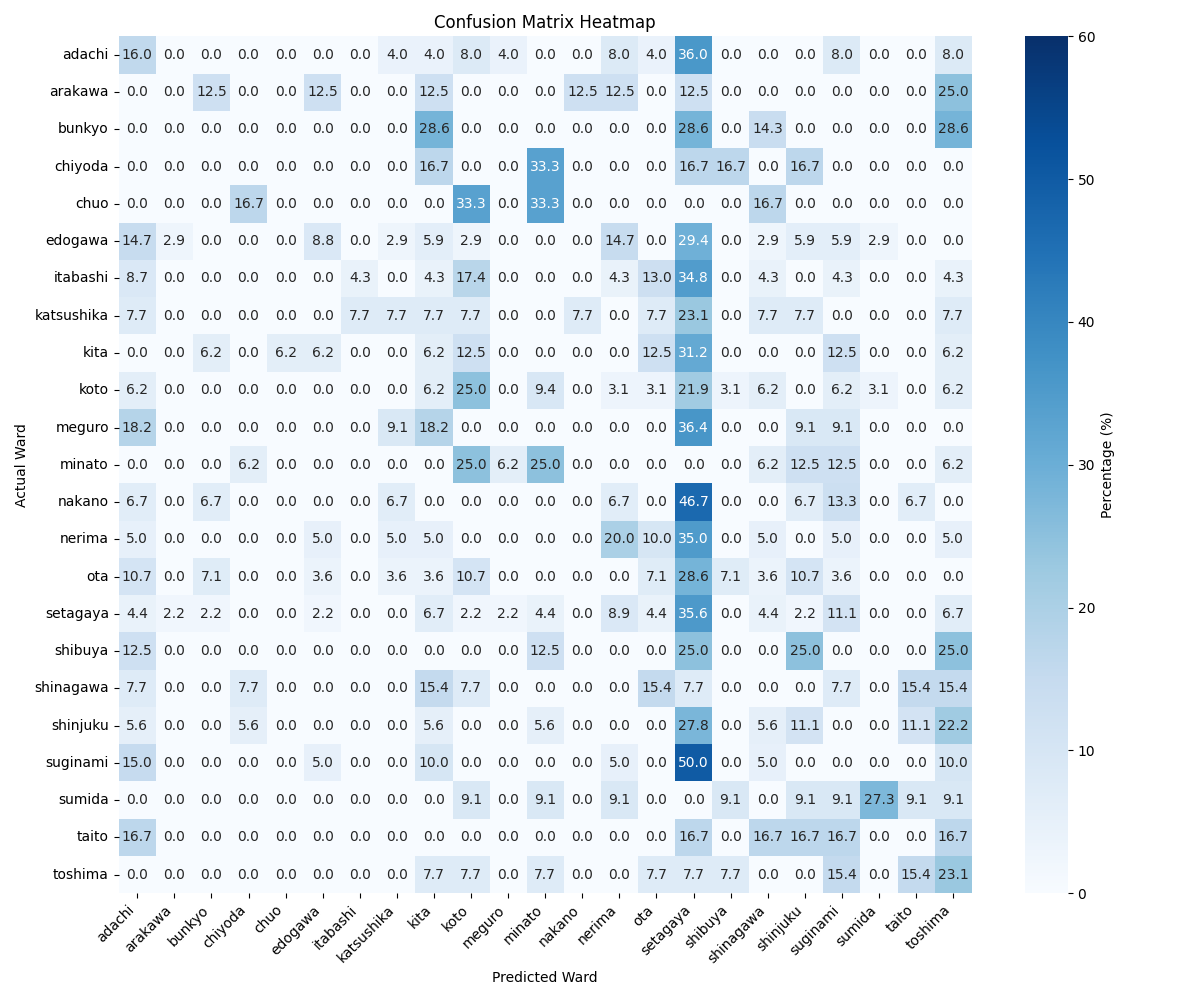 Confusion Matrix Heatmap
adachi 16.0 0.0 0.0 0.0 0.0 0.0 0.0 4.0 4.0 8.0 4.0 0.0 0.0 8.0 4.0 36.0 0.0 0.0 0.0 8.0 0.0 0.0 8.0
arakawa 0.0 0.0 12.5 0.0 0.0 12.5 0.0 0.0 12.5 0.0 0.0 0.0 12.5 12.5 0.0 12.5 0.0 0.0 0.0 0.0 0.0 0.0 25.0
bunkyo 0.0 0.0 0.0 0.0 0.0 0.0 0.0 0.0 28.6 0.0 0.0 0.0 0.0 0.0 0.0 28.6 0.0 14.3 0.0 0.0 0.0 0.0 28.6
chiyoda 0.0 0.0 0.0 0.0 0.0 0.0 0.0 0.0 16.7 0.0 0.0 33.3 0.0 0.0 0.0 16.7 16.7 0.0 16.7 0.0 0.0 0.0 0.0
chuo 0.0 0.0 0.0 16.7 0.0 0.0 0.0 0.0 0.0 33.3 0.0 33.3 0.0 0.0 0.0 0.0 0.0 16.7 0.0 0.0 0.0 0.0 0.0
edogawa 14.7 2.9 0.0 0.0 0.0 8.8 0.0 2.9 5.9 2.9 0.0 0.0 0.0 14.7 0.0 29.4 0.0 2.9 5.9 5.9 2.9 0.0 0.0
itabashi 8.7 0.0 0.0 0.0 0.0 0.0 4.3 0.0 4.3 17.4 0.0 0.0 0.0 4.3 13.0 34.8 0.0 4.3 0.0 4.3 0.0 0.0 4.3
katsushika 7.7 0.0 0.0 0.0 0.0 0.0 7.7 7.7 7.7 7.7 0.0 0.0 7.7 0.0 7.7 23.1 0.0 7.7 7.7 0.0 0.0 0.0 7.7
kita 0.0 0.0 6.2 0.0 6.2 6.2 0.0 0.0 6.2 12.5 0.0 0.0 0.0 0.0 12.5 31.2 0.0 0.0 0.0 12.5 0.0 0.0 6.2
koto 6.2 0.0 0.0 0.0 0.0 0.0 0.0 0.0 6.2 25.0 0.0 9.4 0.0 3.1 3.1 21.9 3.1 6.2 0.0 6.2 3.1 0.0 6.2
meguro 18.2 0.0 0.0 0.0 0.0 0.0 0.0 9.1 18.2 0.0 0.0 0.0 0.0 0.0 0.0 36.4 0.0 0.0 9.1 9.1 0.0 0.0 0.0
minato 0.0 0.0 0.0 6.2 0.0 0.0 0.0 0.0 0.0 25.0 6.2 25.0 0.0 0.0 0.0 0.0 0.0 6.2 12.5 12.5 0.0 0.0 6.2
nakano 6.7 0.0 6.7 0.0 0.0 0.0 0.0 6.7 0.0 0.0 0.0 0.0 0.0 6.7 0.0 46.7 0.0 0.0 6.7 13.3 0.0 6.7 0.0
nerima 5.0 0.0 0.0 0.0 0.0 5.0 0.0 5.0 5.0 0.0 0.0 0.0 0.0 20.0 10.0 35.0 0.0 5.0 0.0 5.0 0.0 0.0 5.0
ota 10.7 0.0 7.1 0.0 0.0 3.6 0.0 3.6 3.6 10.7 0.0 0.0 0.0 0.0 7.1 28.6 7.1 3.6 10.7 3.6 0.0 0.0 0.0
setagaya 4.4 2.2 2.2 0.0 0.0 2.2 0.0 0.0 6.7 2.2 2.2 4.4 0.0 8.9 4.4 35.6 0.0 4.4 2.2 11.1 0.0 0.0 6.7
shibuya 12.5 0.0 0.0 0.0 0.0 0.0 0.0 0.0 0.0 0.0 0.0 12.5 0.0 0.0 0.0 25.0 0.0 0.0 25.0 0.0 0.0 0.0 25.0
shinagawa 7.7 0.0 0.0 7.7 0.0 0.0 0.0 0.0 15.4 7.7 0.0 0.0 0.0 0.0 15.4 7.7 0.0 0.0 0.0 7.7 0.0 15.4 15.4
shinjuku 5.6 0.0 0.0 5.6 0.0 0.0 0.0 0.0 5.6 0.0 0.0 5.6 0.0 0.0 0.0 27.8 0.0 5.6 11.1 0.0 0.0 11.1 22.2
suginami 15.0 0.0 0.0 0.0 0.0 5.0 0.0 0.0 10.0 0.0 0.0 0.0 0.0 5.0 0.0 50.0 0.0 5.0 0.0 0.0 0.0 0.0 10.0
sumida 0.0 0.0 0.0 0.0 0.0 0.0 0.0 0.0 0.0 9.1 0.0 9.1 0.0 9.1 0.0 0.0 9.1 0.0 9.1 9.1 27.3 9.1 9.1
taito 16.7 0.0 0.0 0.0 0.0 0.0 0.0 0.0 0.0 0.0 0.0 0.0 0.0 0.0 0.0 16.7 0.0 16.7 16.7 16.7 0.0 0.0 16.7
toshima 0.0 0.0 0.0 0.0 0.0 0.0 0.0 0.0 7.7 7.7 0.0 7.7 0.0 0.0 7.7 7.7 7.7 0.0 0.0 15.4 0.0 15.4 23.1
adachi arakawa bunkyo chiyoda chuo edogawa itabashi katsushika kita koto meguro minato nakano nerima ota setagaya shibuya shinagawa shinjuku suginami sumida taito toshima
Predicted Ward
Actual Ward
60
50
40
30
20
10
0
Percentage (%)